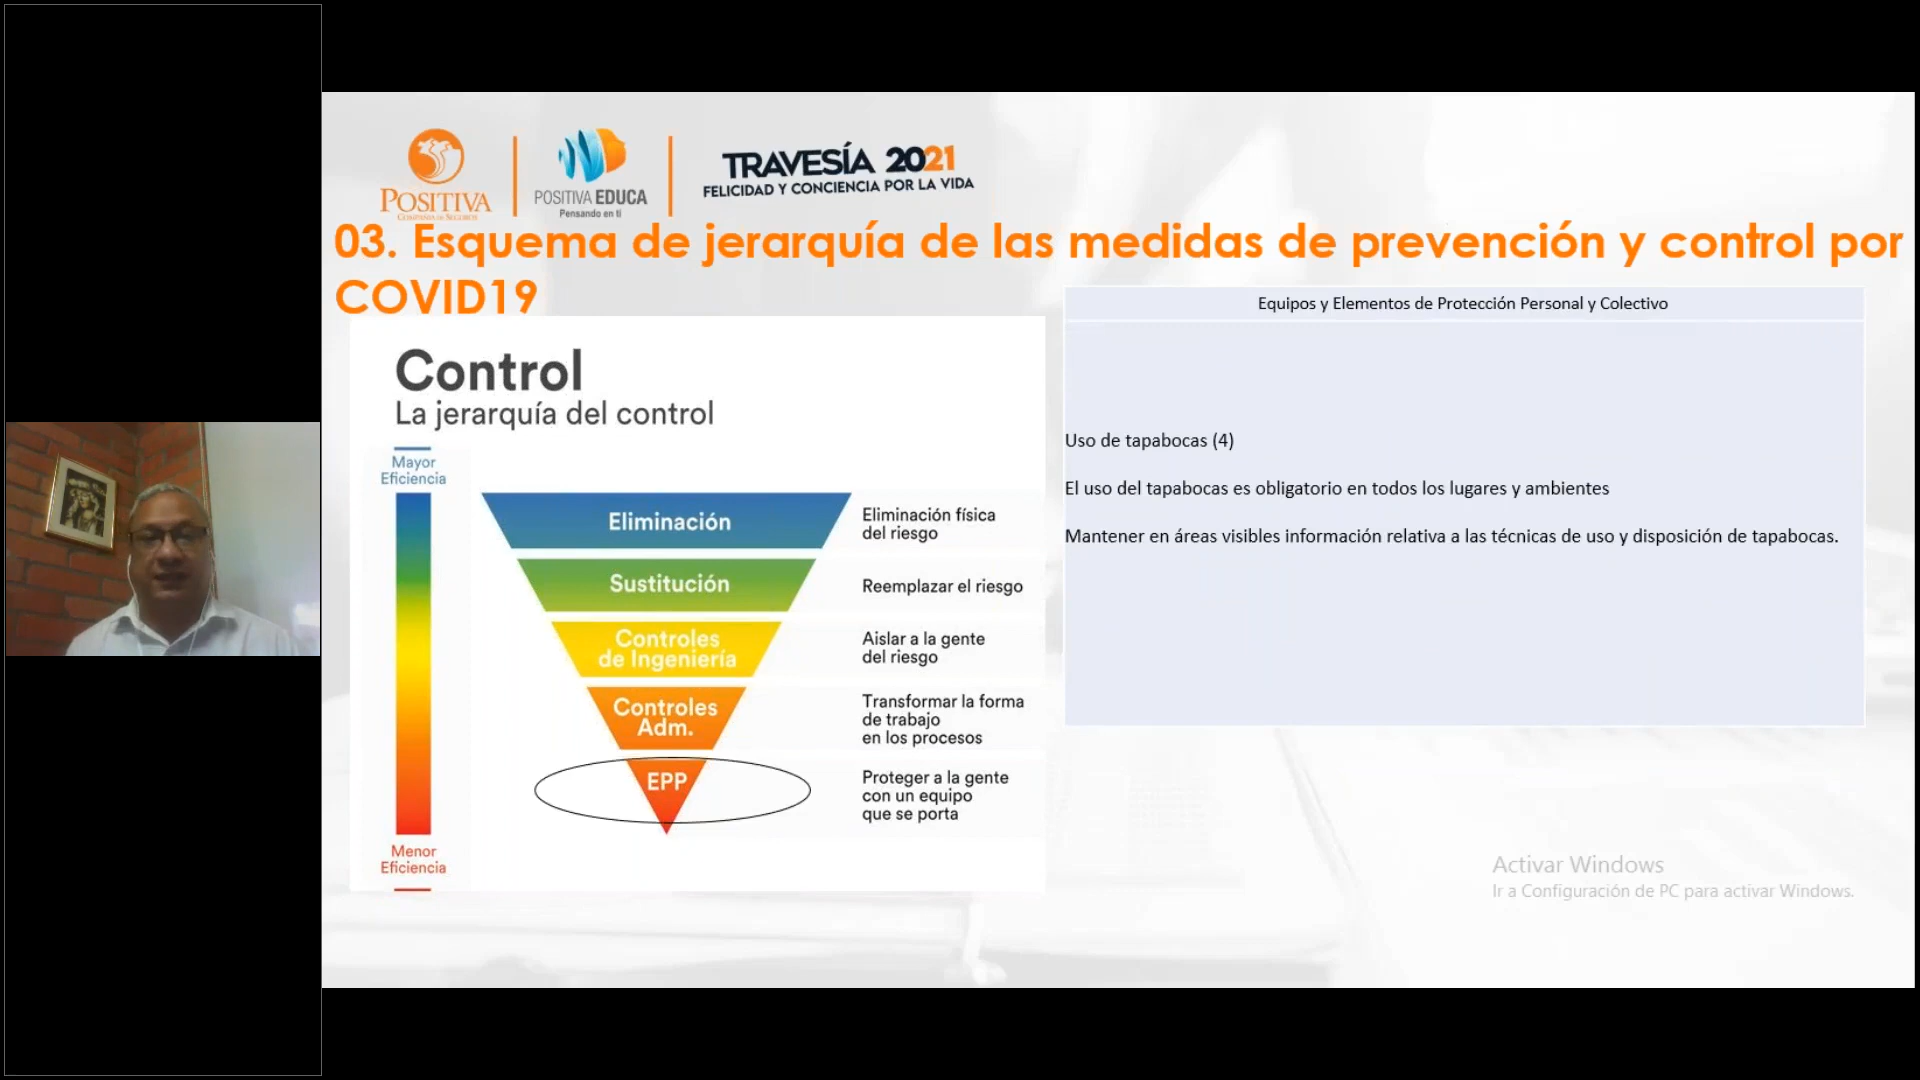 POSITIVA
COMPAÑÍA DE SEGUROS
POSITIVA EDUCA
Pensando en ti
TRAVESÍA 2021
FELICIDAD Y CONCIENCIA POR LA VIDA
03. Esquema de jerarquía de las medidas de prevención y control por
COVID19
Control
La jerarquía del control
Mayor
Eficiencia
Eliminación
Eliminación física
del riesgo
Sustitución
Reemplazar el riesgo
Controles
de Ingeniería
Aislar a la gente
del riesgo
Controles
Adm.
Transformar la forma
de trabajo
en los procesos
EPP
Proteger a la gente
con un equipo
que se porta
Menor
Eficiencia
Equipos y Elementos de Protección Personal y Colectivo
Uso de tapabocas (4)
El uso del tapabocas es obligatorio en todos los lugares y ambientes
Mantener en áreas visibles información relativa a las técnicas de uso y disposición de tapabocas.
Activar Windows
Ir a Configuración de PC para activar Windows.